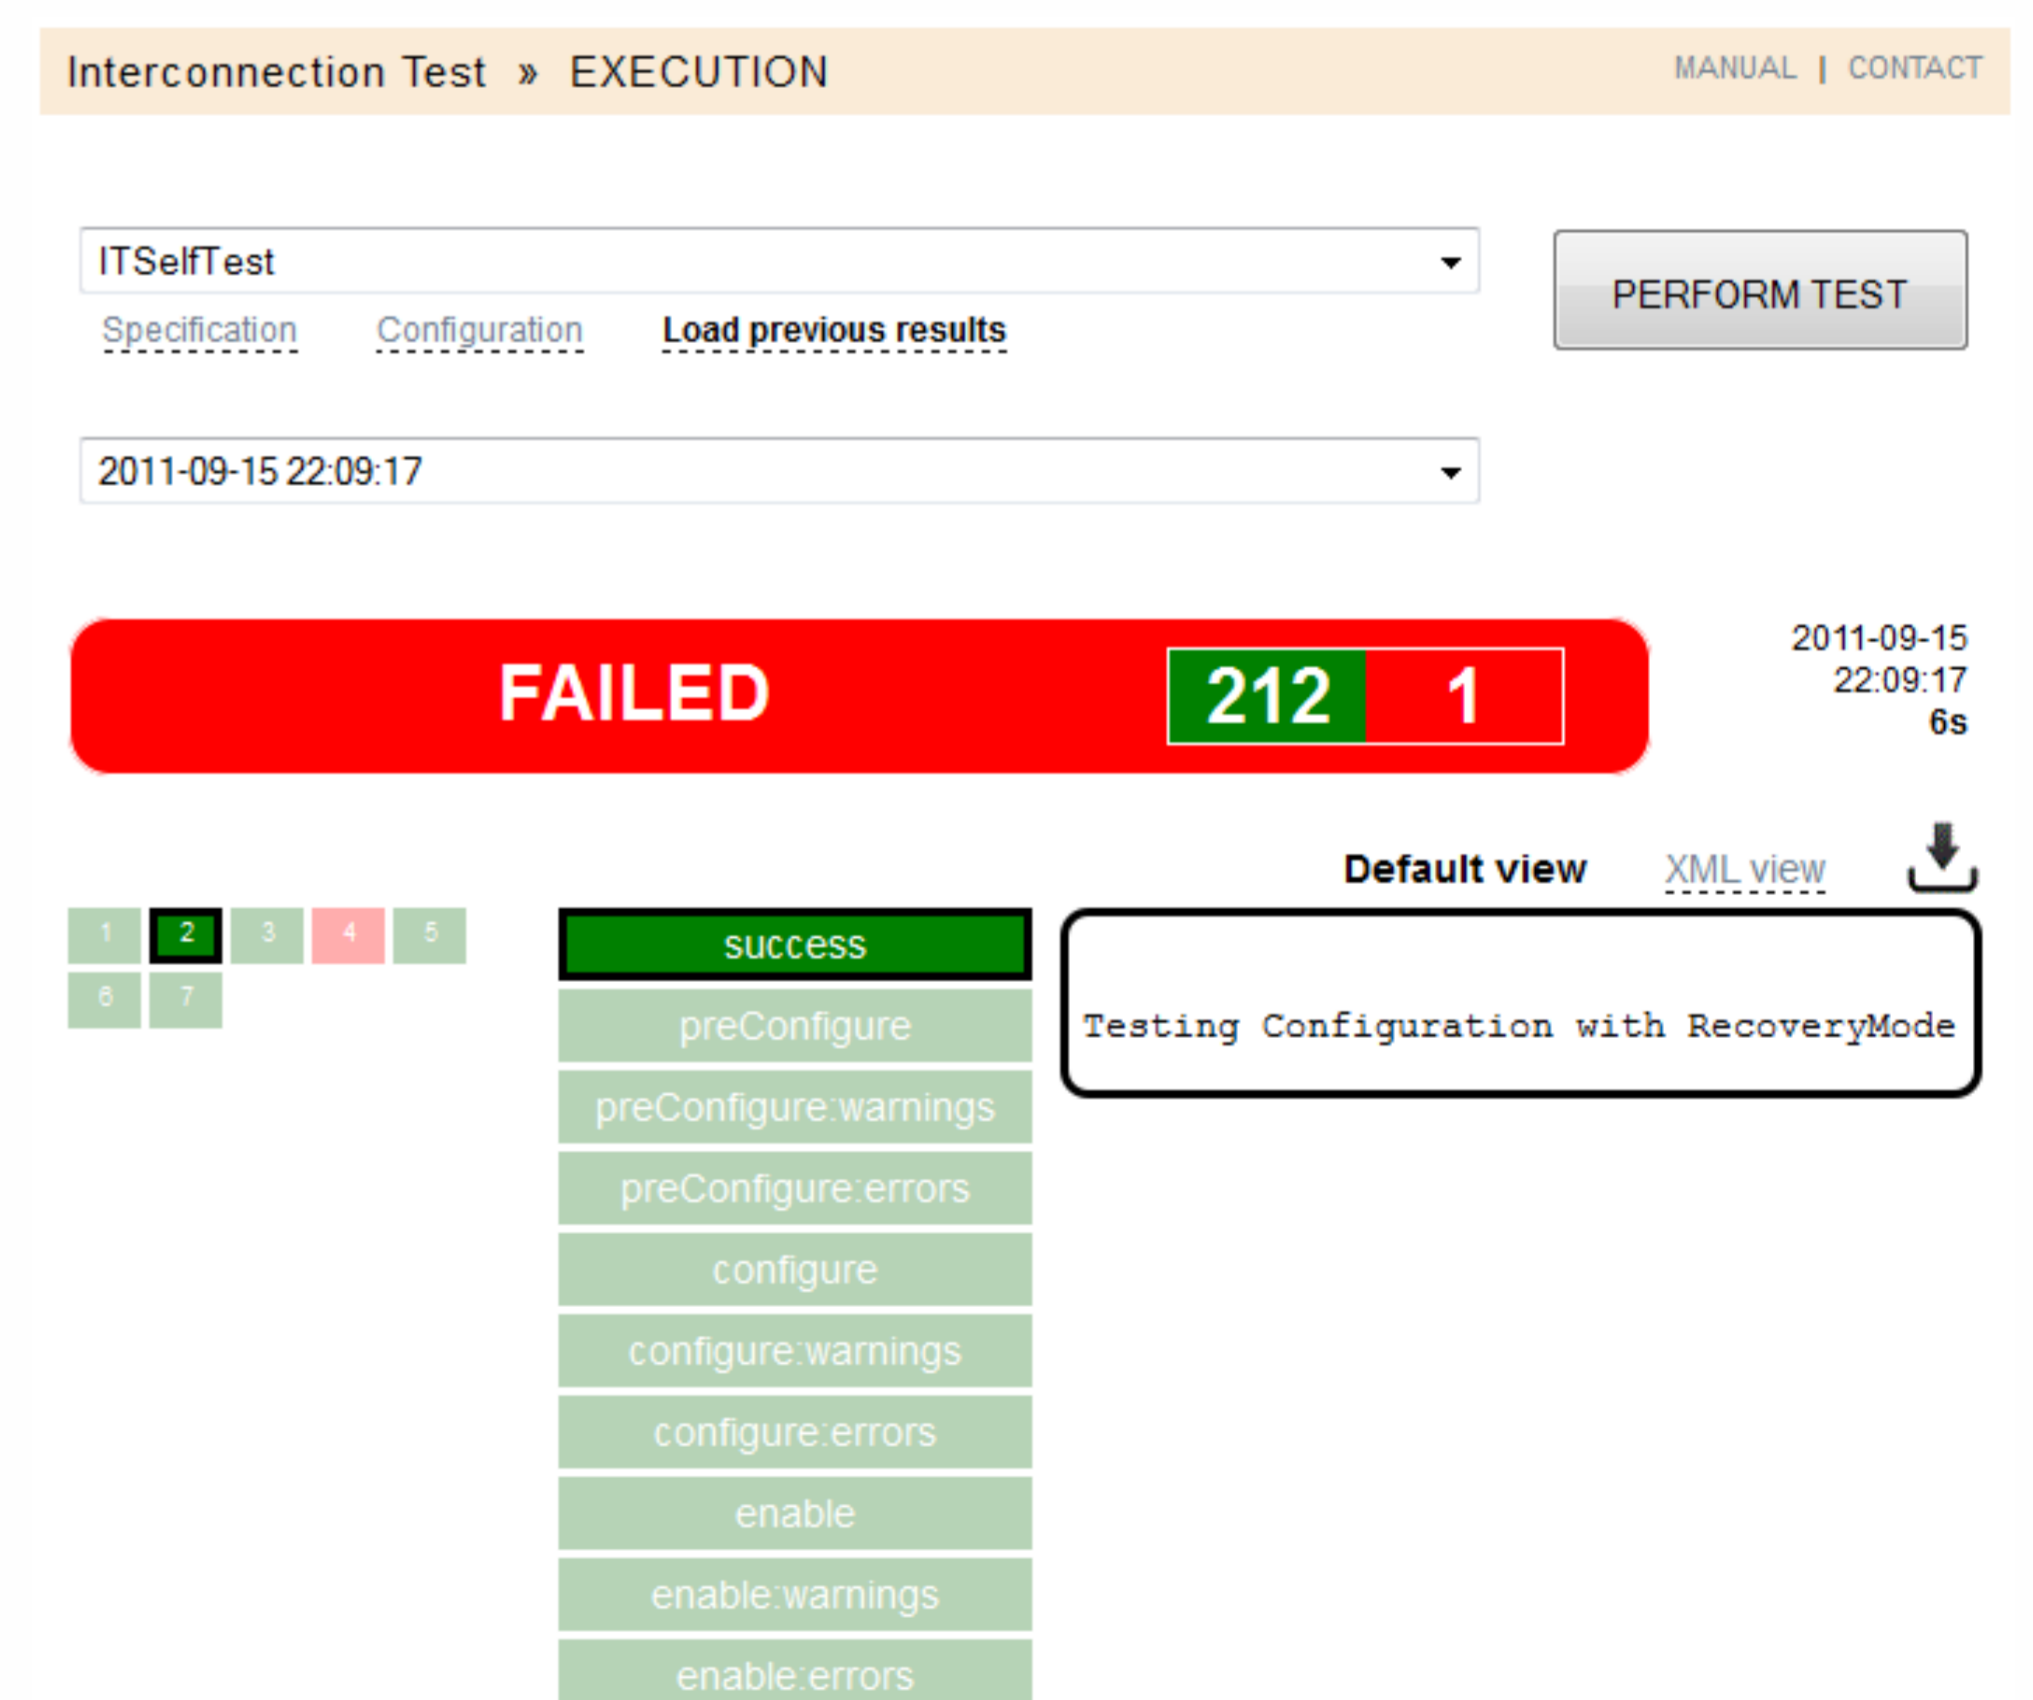 Interconnection Test » EXECUTION
MANUAL | CONTACT
ITSelfTest
PERFORM TEST
Specification Configuration Load previous results
2011-09-15 22:09:17
FAILED 212 1
2011-09-15
22:09:17
6s
Default view XML view
1 2 3 4 5
6 7
success
preConfigure
preConfigure:warnings
preConfigure:errors
configure
configure:warnings
configure:errors
enable
enable:warnings
enable:errors
Testing Configuration with RecoveryMode